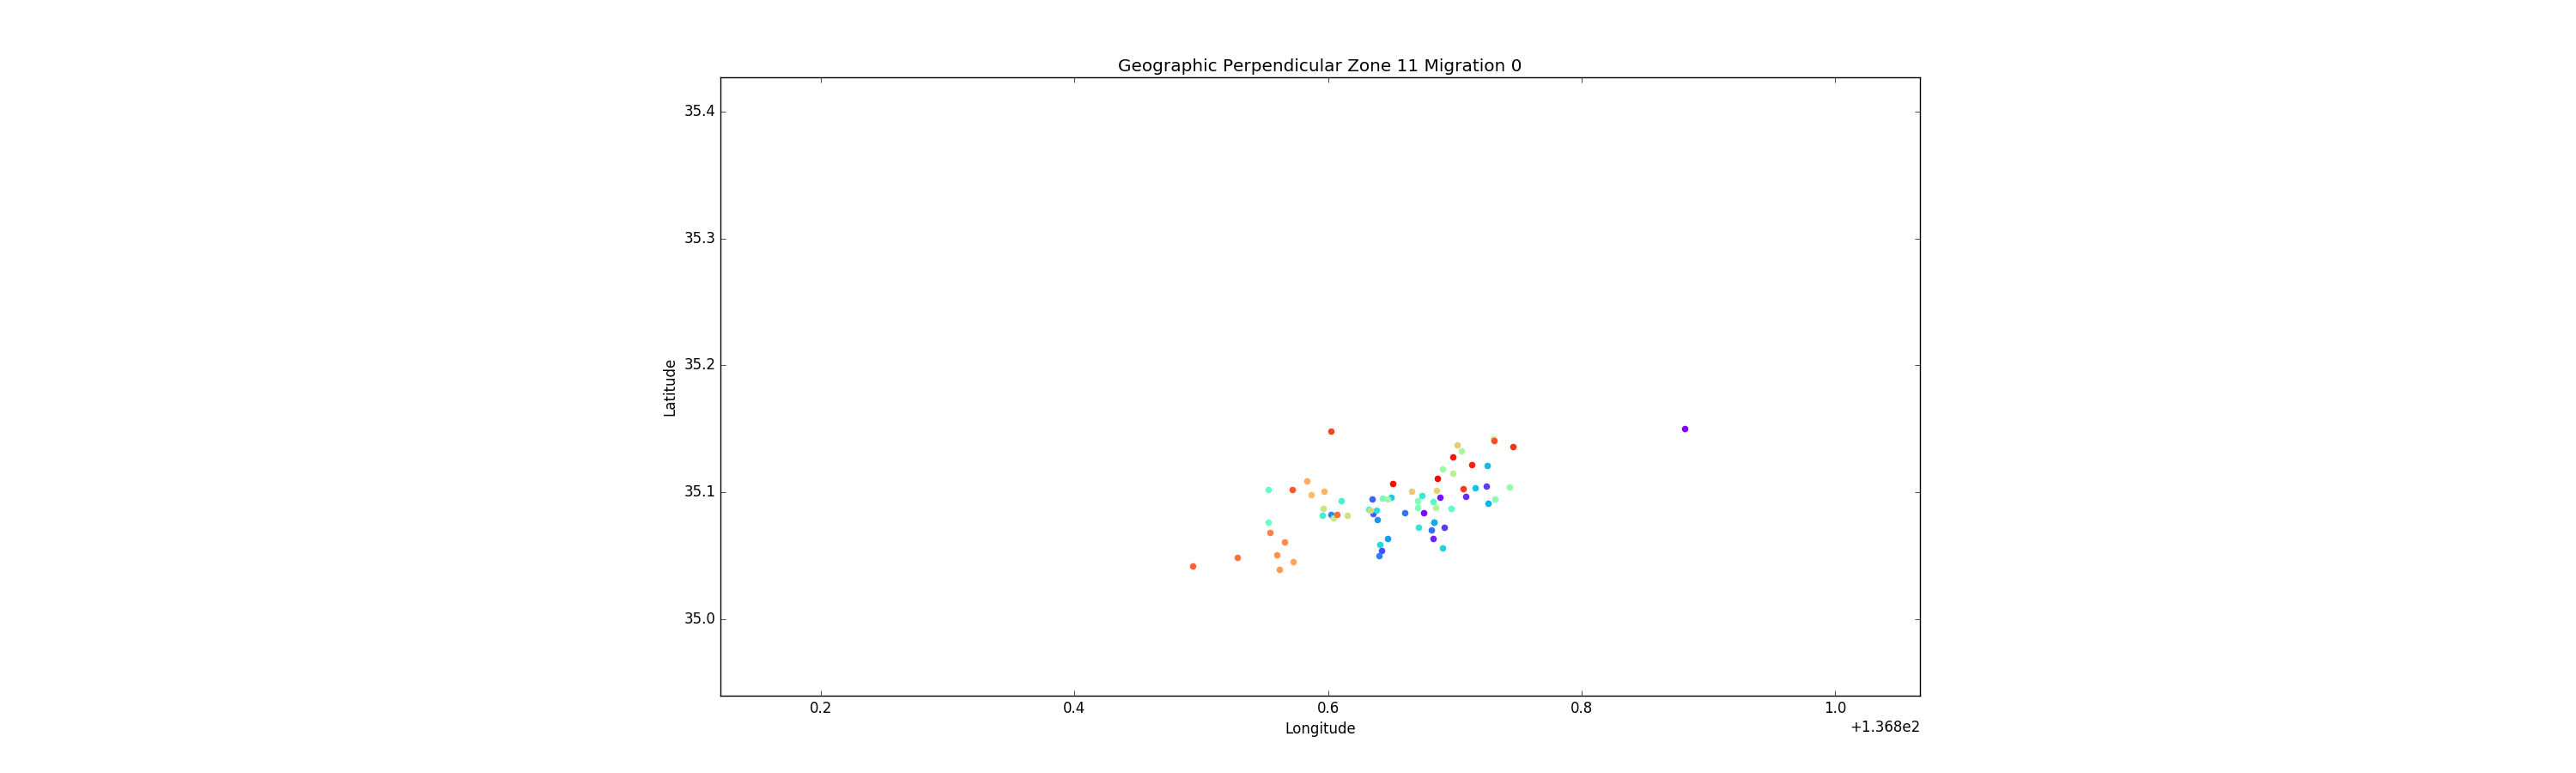 Geographic Perpendicular Zone 11 Migration 0
35.4
35.3
35.2
35.1
35.0
Latitude
0.2 0.4 0.6 0.8 1.0
Longitude
+1.368e2